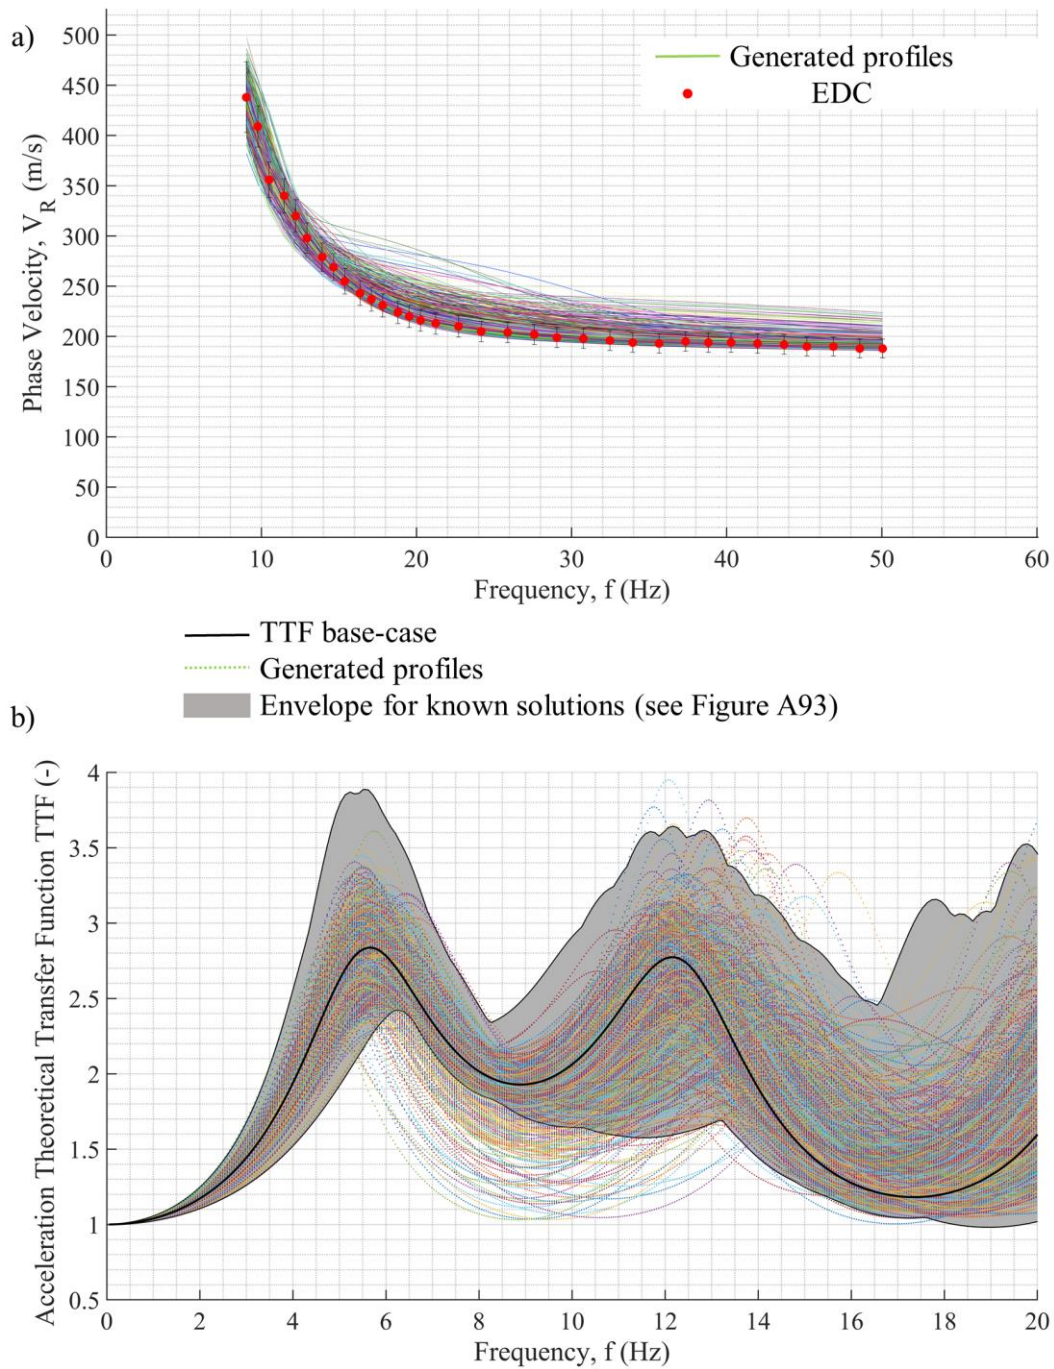 a)
500
450
400
350
300
250
200
150
100
50
0
Phase Velocity, V_R (m/s)
Generated profiles
EDC
0 10 20 30 40 50 60
Frequency, f (Hz)
TTF base-case
Generated profiles
Envelope for known solutions (see Figure A93)
b)
4
3.5
3
2.5
2
1.5
1
0.5
Acceleration Theoretical Transfer Function TTF (-)
0 2 4 6 8 10 12 14 16 18 20
Frequency, f (Hz)